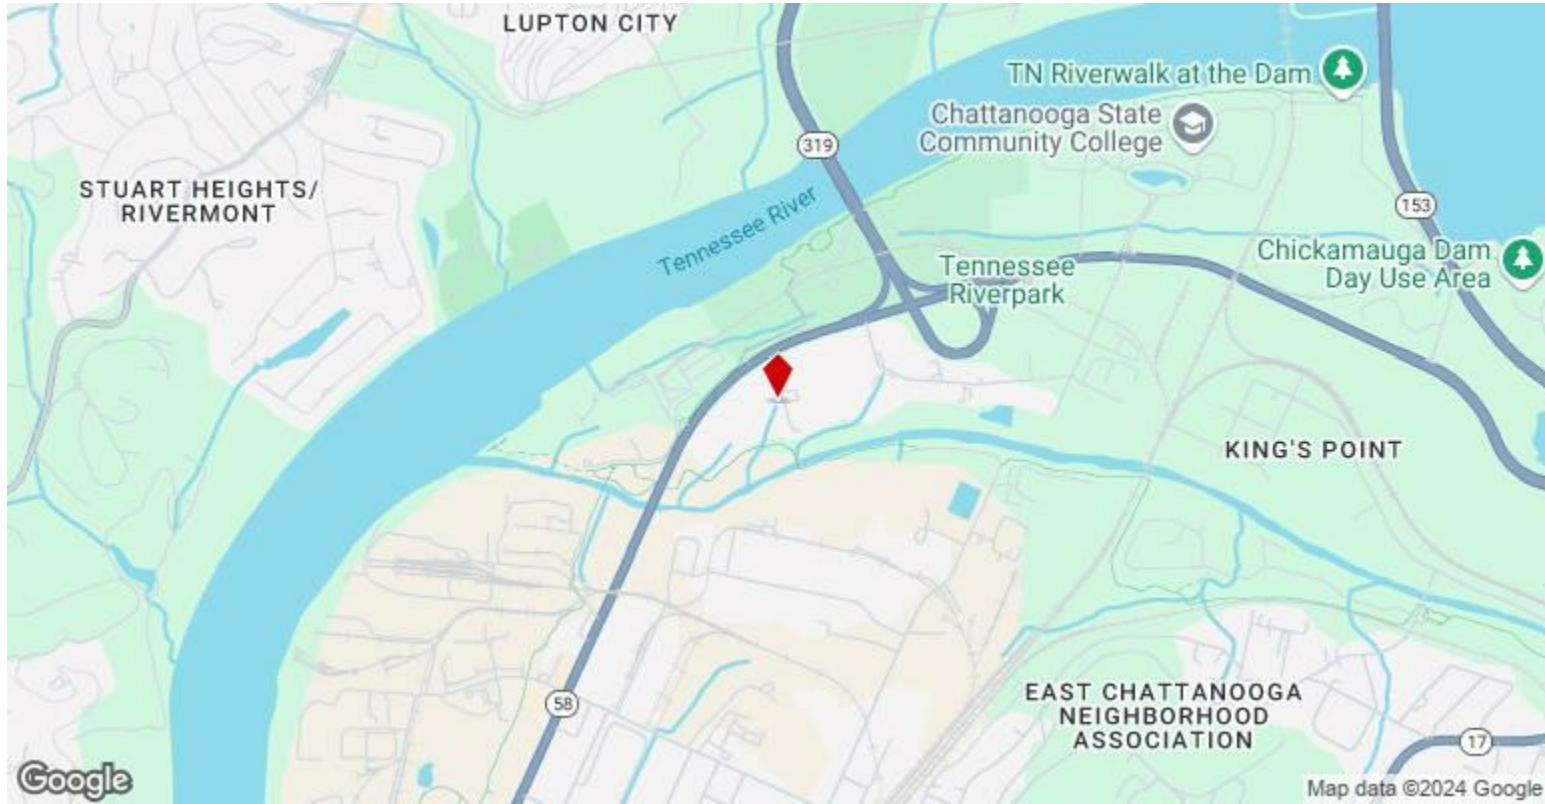 LUPTON CITY
TN Riverwalk at the Dam
Chattanooga State
Community College
319
STUART HEIGHTS/
RIVERMONT
153
Tennessee River
Chickamauga Dam
Day Use Area
Tennessee
Riverpark
KING'S POINT
EAST CHATTANOOGA
NEIGHBORHOOD
ASSOCIATION
58
17
Google
Map data ©2024 Google